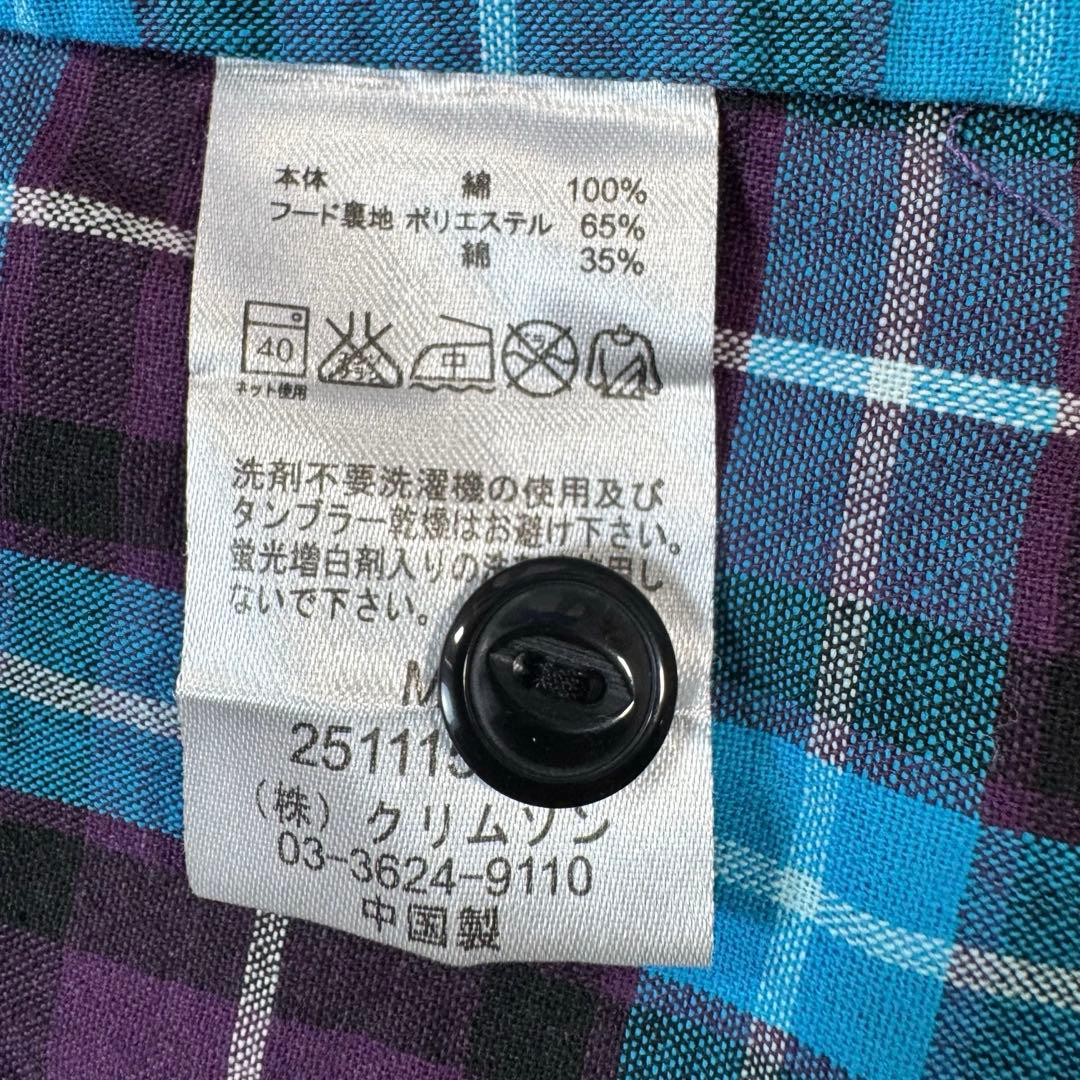 本体 綿 100%
フード裏地 ポリエステル 65%
綿 35%
40
中
ネット使用
洗剤不要洗濯機の使用及び
タンブラー乾燥はお避け下さい。
蛍光増白剤入りの
ないで下さい。
M
251115
(株)クリムゾン
03-3624-9110
中国製